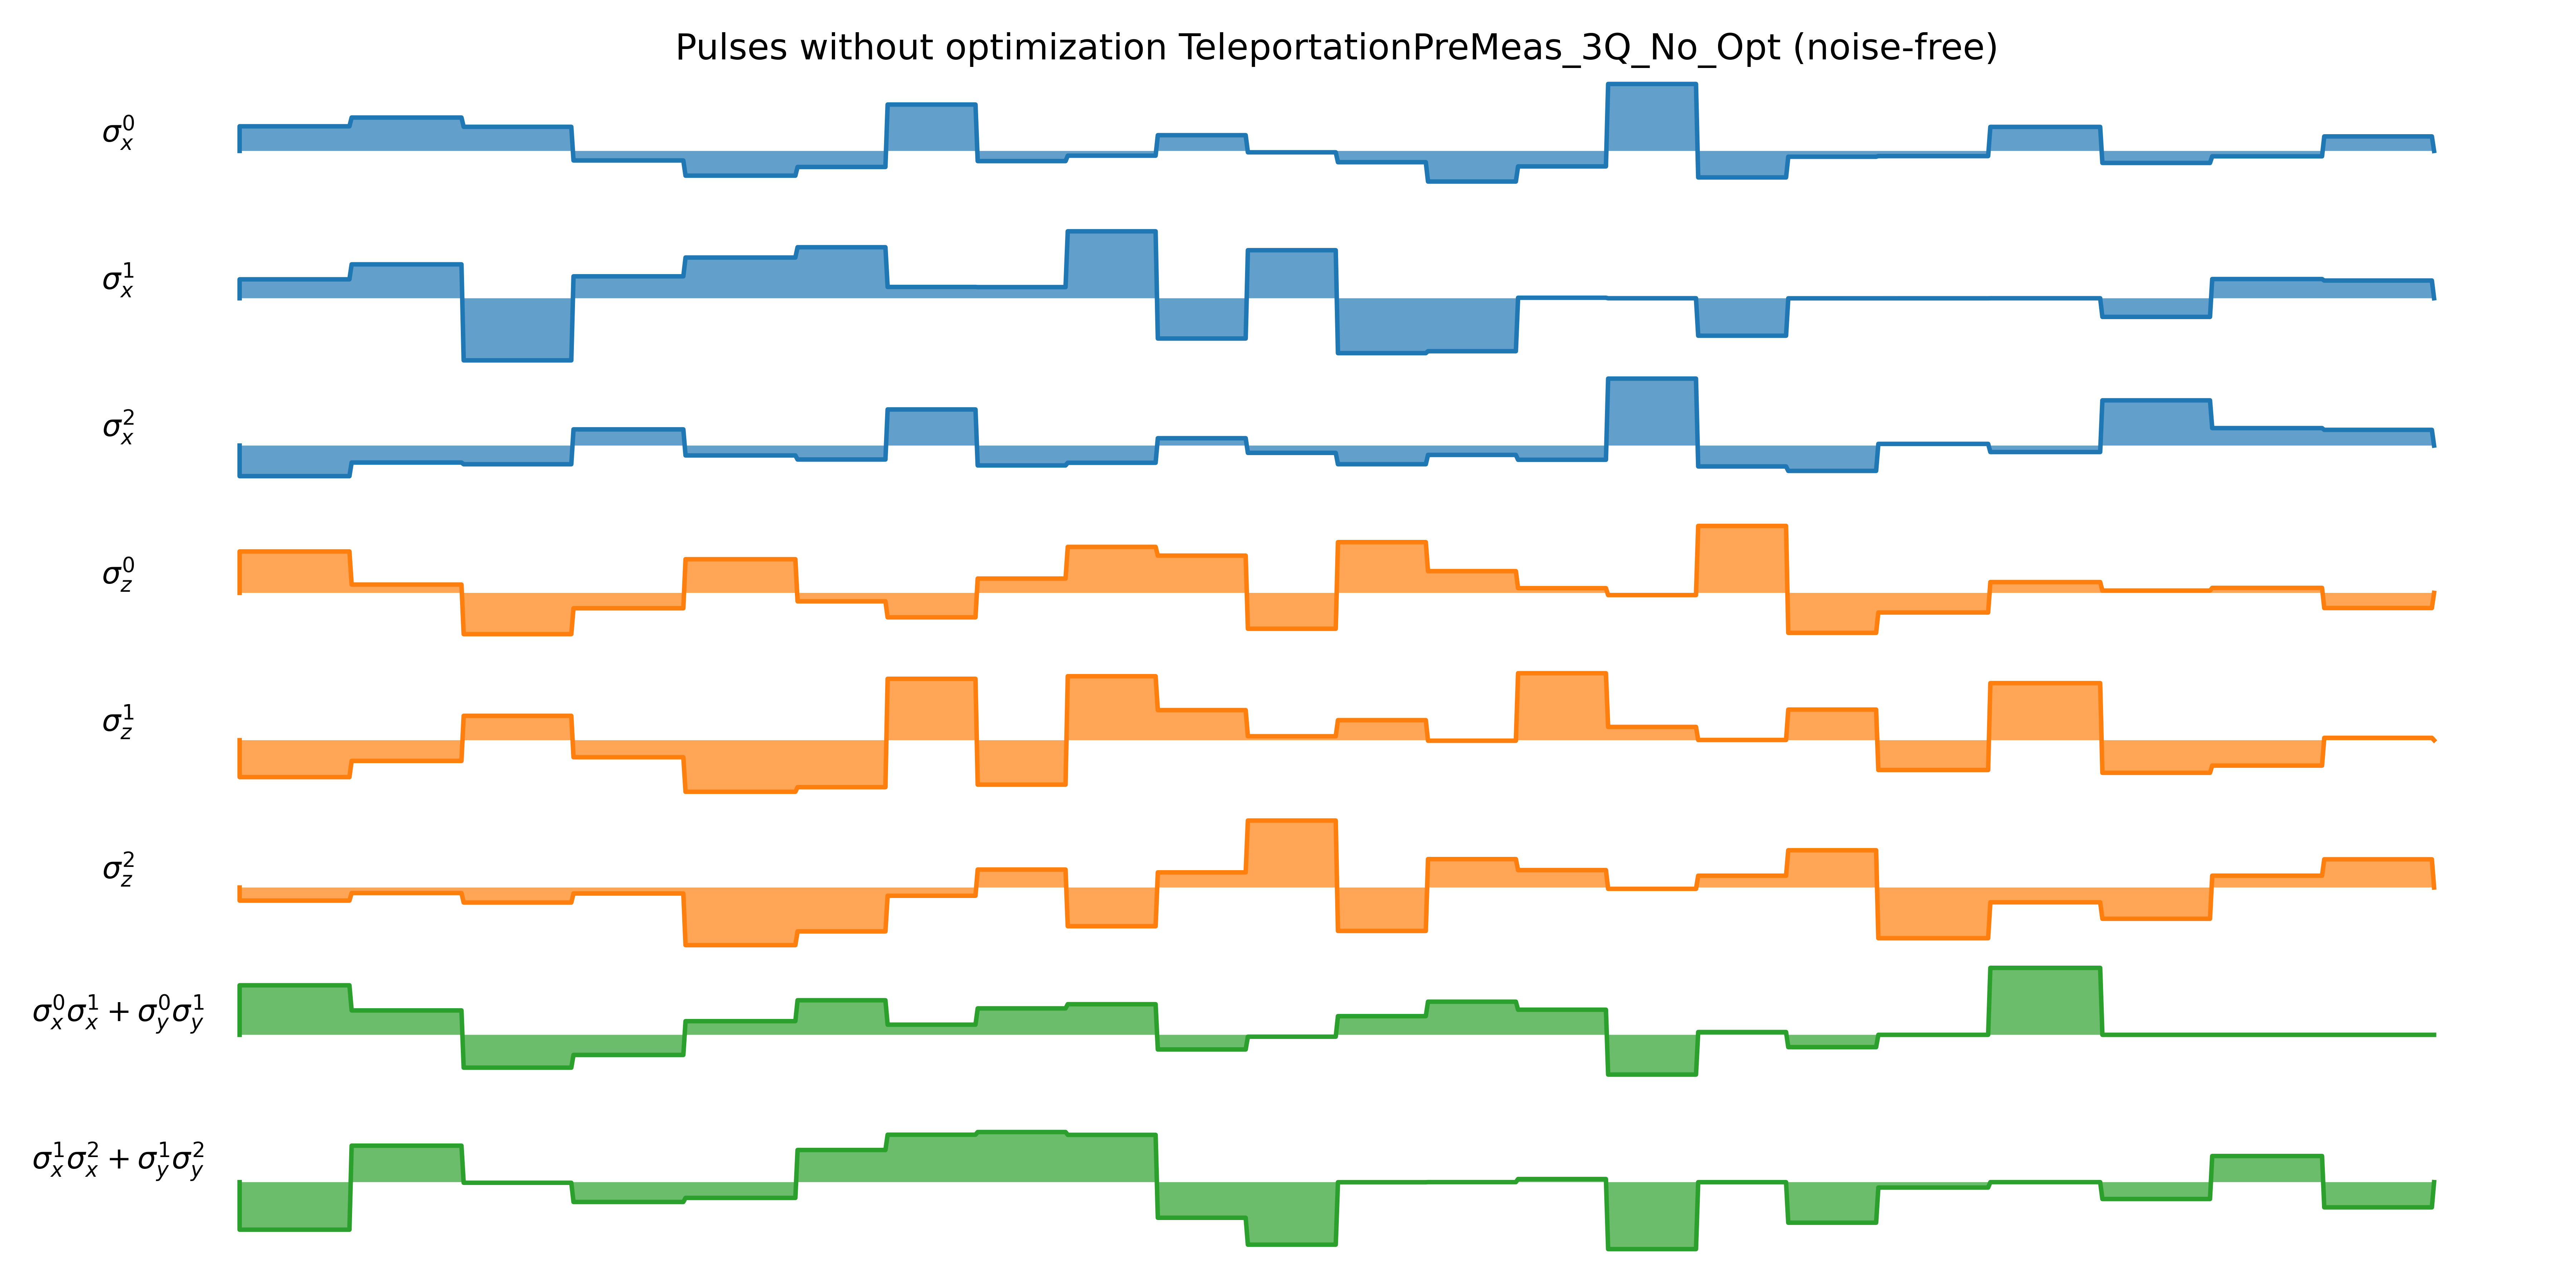 Pulses without optimization TeleportationPreMeas_3Q_No_Opt (noise-free)
σ_x^0
σ_x^1
σ_x^2
σ_z^0
σ_z^1
σ_z^2
σ_x^0σ_x^1 + σ_y^0σ_y^1
σ_x^1σ_x^2 + σ_y^1σ_y^2